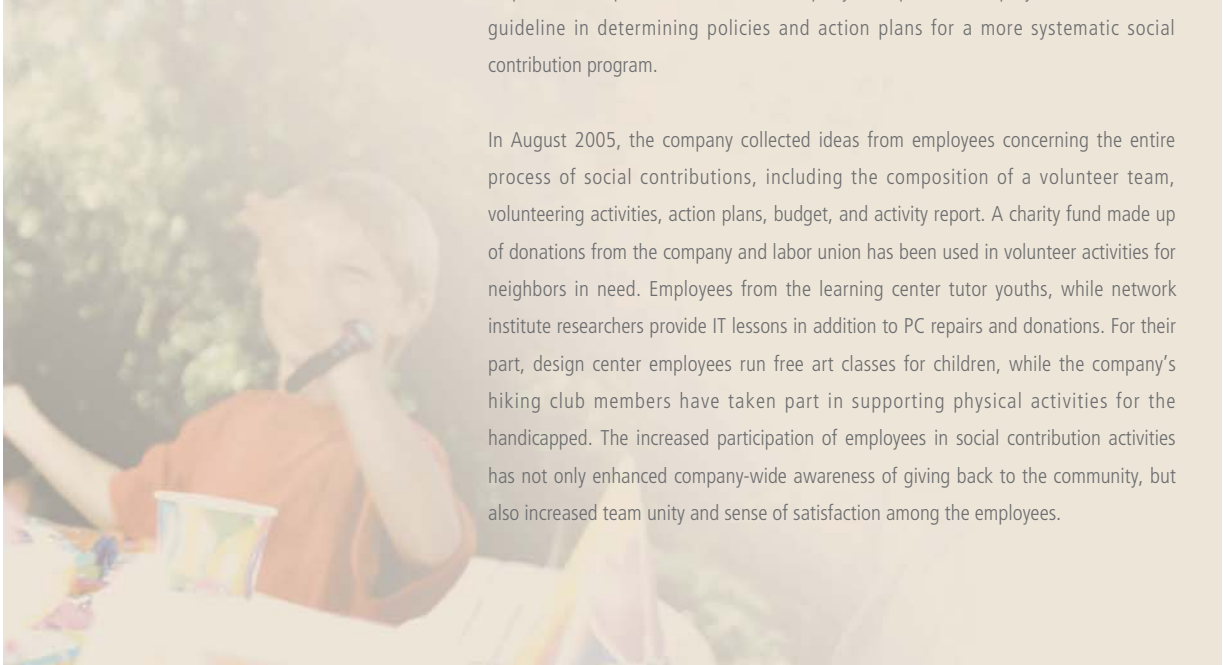 guideline in determining policies and action plans for a more systematic social
contribution program.
In August 2005, the company collected ideas from employees concerning the entire
process of social contributions, including the composition of a volunteer team,
volunteering activities, action plans, budget, and activity report. A charity fund made up
of donations from the company and labor union has been used in volunteer activities for
neighbors in need. Employees from the learning center tutor youths, while network
institute researchers provide IT lessons in addition to PC repairs and donations. For their
part, design center employees run free art classes for children, while the company’s
hiking club members have taken part in supporting physical activities for the
handicapped. The increased participation of employees in social contribution activities
has not only enhanced company-wide awareness of giving back to the community, but
also increased team unity and sense of satisfaction among the employees.